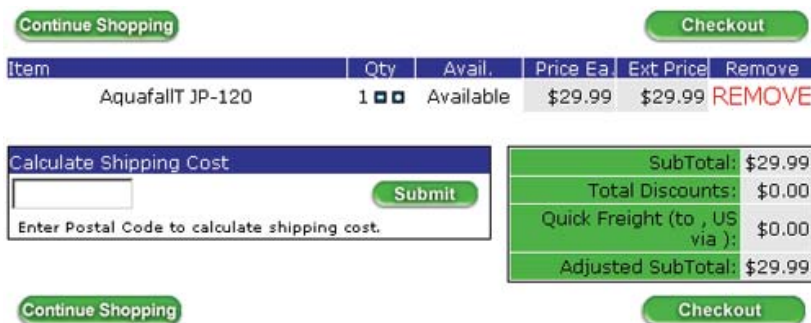 Continue Shopping Checkout
Item Qty Avail. Price Ea. Ext Price Remove
AquafallT JP-120 1 Available $29.99 $29.99 REMOVE
Calculate Shipping Cost
Submit
Enter Postal Code to calculate shipping cost.
SubTotal: $29.99
Total Discounts: $0.00
Quick Freight (to , US
via ): $0.00
Adjusted SubTotal: $29.99
Continue Shopping Checkout